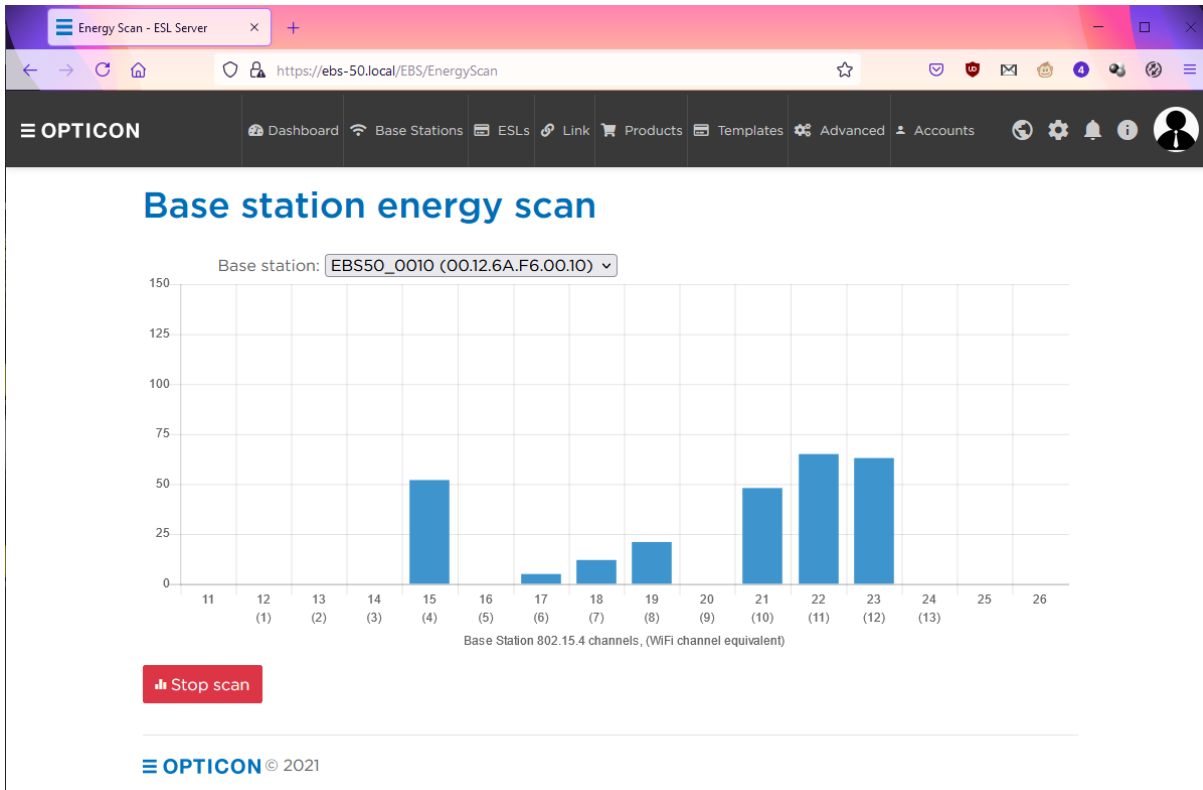 Energy Scan - ESL Server
https://ebs-50.local/EBS/EnergyScan
4
OPTICON Dashboard Base Stations ESLs Link Products Templates Advanced Accounts
Base station energy scan
Base station: EBS50_0010 (00.12.6A.F6.00.10)
150
125
100
75
50
25
0
11 12 13 14 15 16 17 18 19 20 21 22 23 24 25 26
(1) (2) (3) (4) (5) (6) (7) (8) (9) (10) (11) (12) (13)
Base Station 802.15.4 channels, (WiFi channel equivalent)
Stop scan
OPTICON © 2021